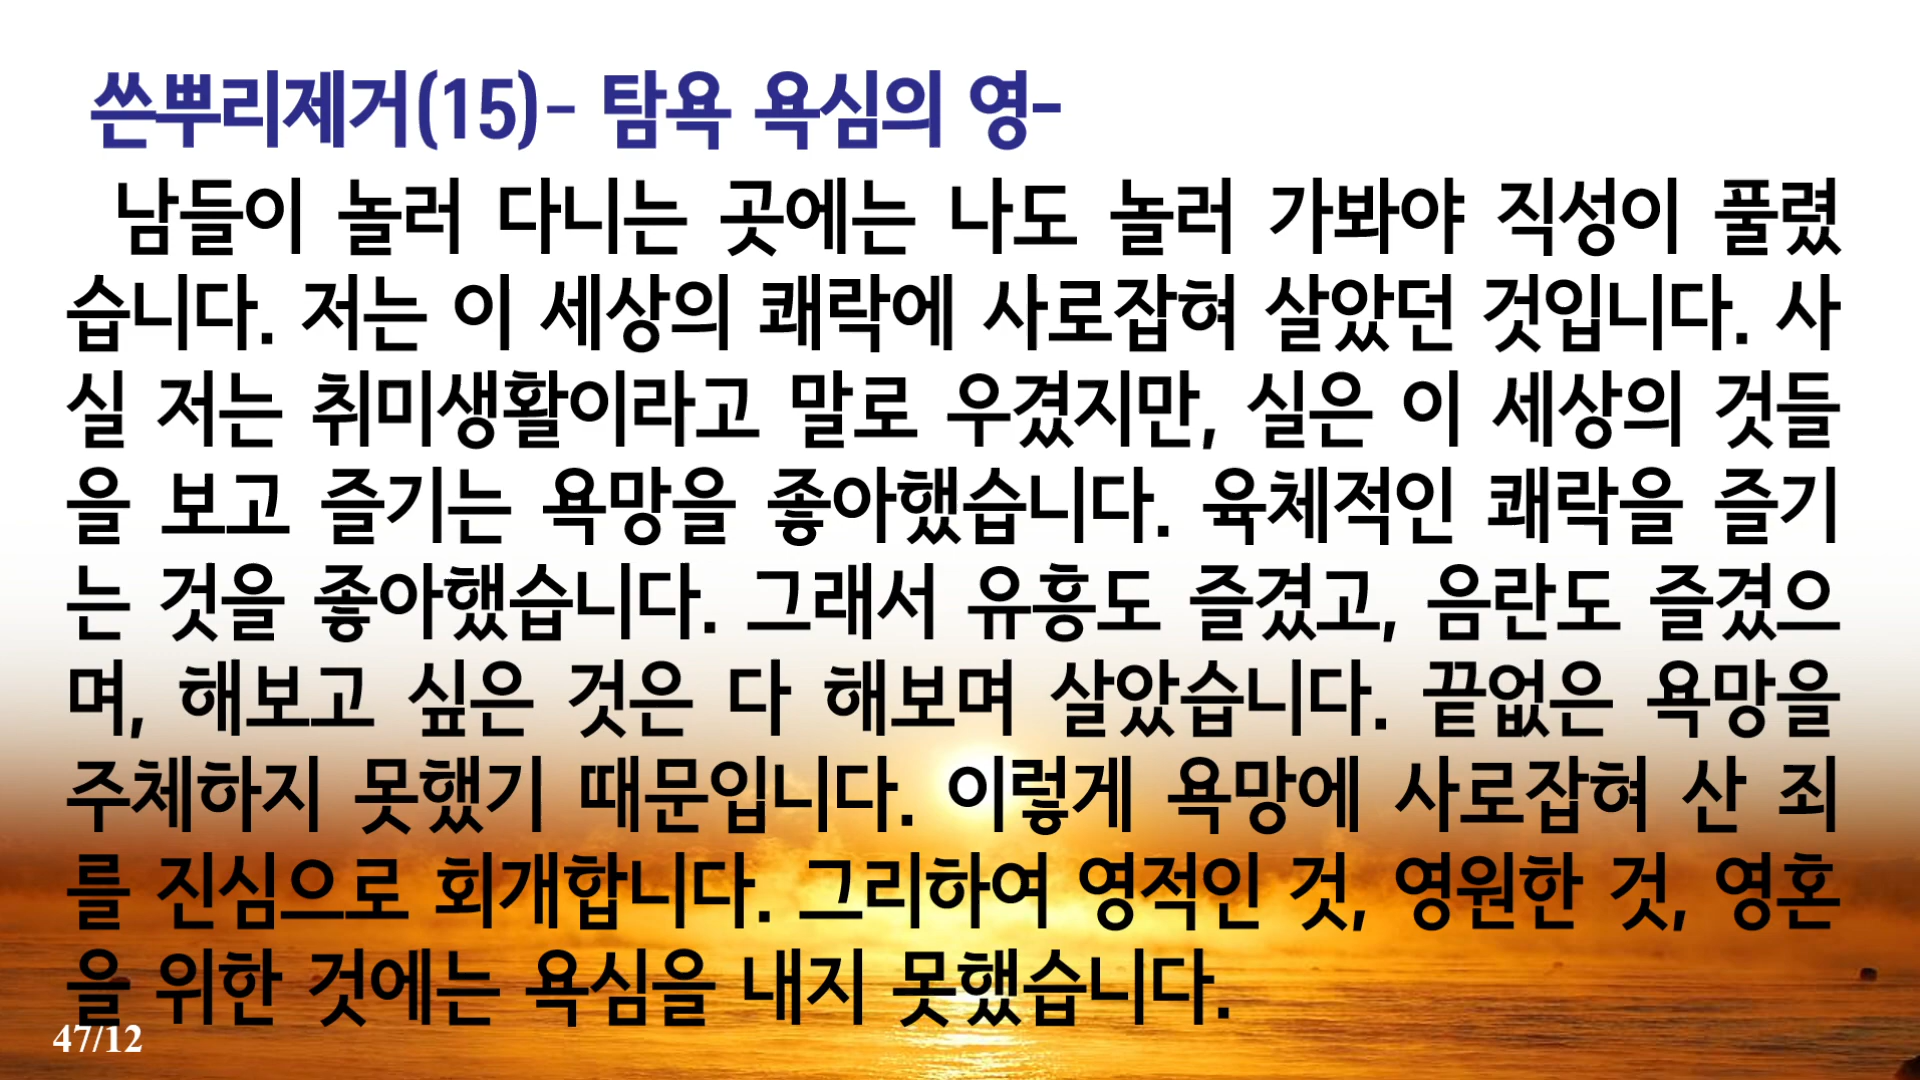 쓴뿌리제거(15)- 탐욕 욕심의 영-
남들이 놀러 다니는 곳에는 나도 놀러 가봐야 직성이 풀렸
습니다. 저는 이 세상의 쾌락에 사로잡혀 살았던 것입니다. 사
실 저는 취미생활이라고 말로 우겼지만, 실은 이 세상의 것들
을 보고 즐기는 욕망을 좋아했습니다. 육체적인 쾌락을 즐기
는 것을 좋아했습니다. 그래서 유흥도 즐겼고, 음란도 즐겼으
며, 해보고 싶은 것은 다 해보며 살았습니다. 끝없은 욕망을
주체하지 못했기 때문입니다. 이렇게 욕망에 사로잡혀 산 죄
를 진심으로 회개합니다. 그리하여 영적인 것, 영원한 것, 영혼
을 위한 것에는 욕심을 내지 못했습니다.
47/12